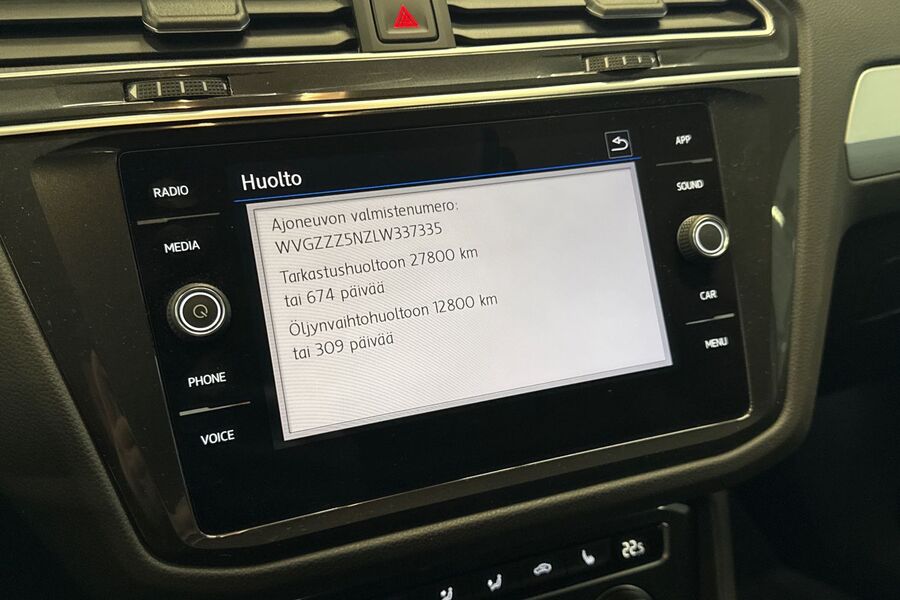 RADIO
MEDIA
PHONE
VOICE
Huolto
Ajoneuvon valmistenumero:
WVGZZZ5NZLW337335
Tarkastushuoltoon 27800 km
tai 674 päivää
Öljynvaihtohuoltoon 12800 km
tai 309 päivää
APP
SOUND
CAR
MENU
22.5